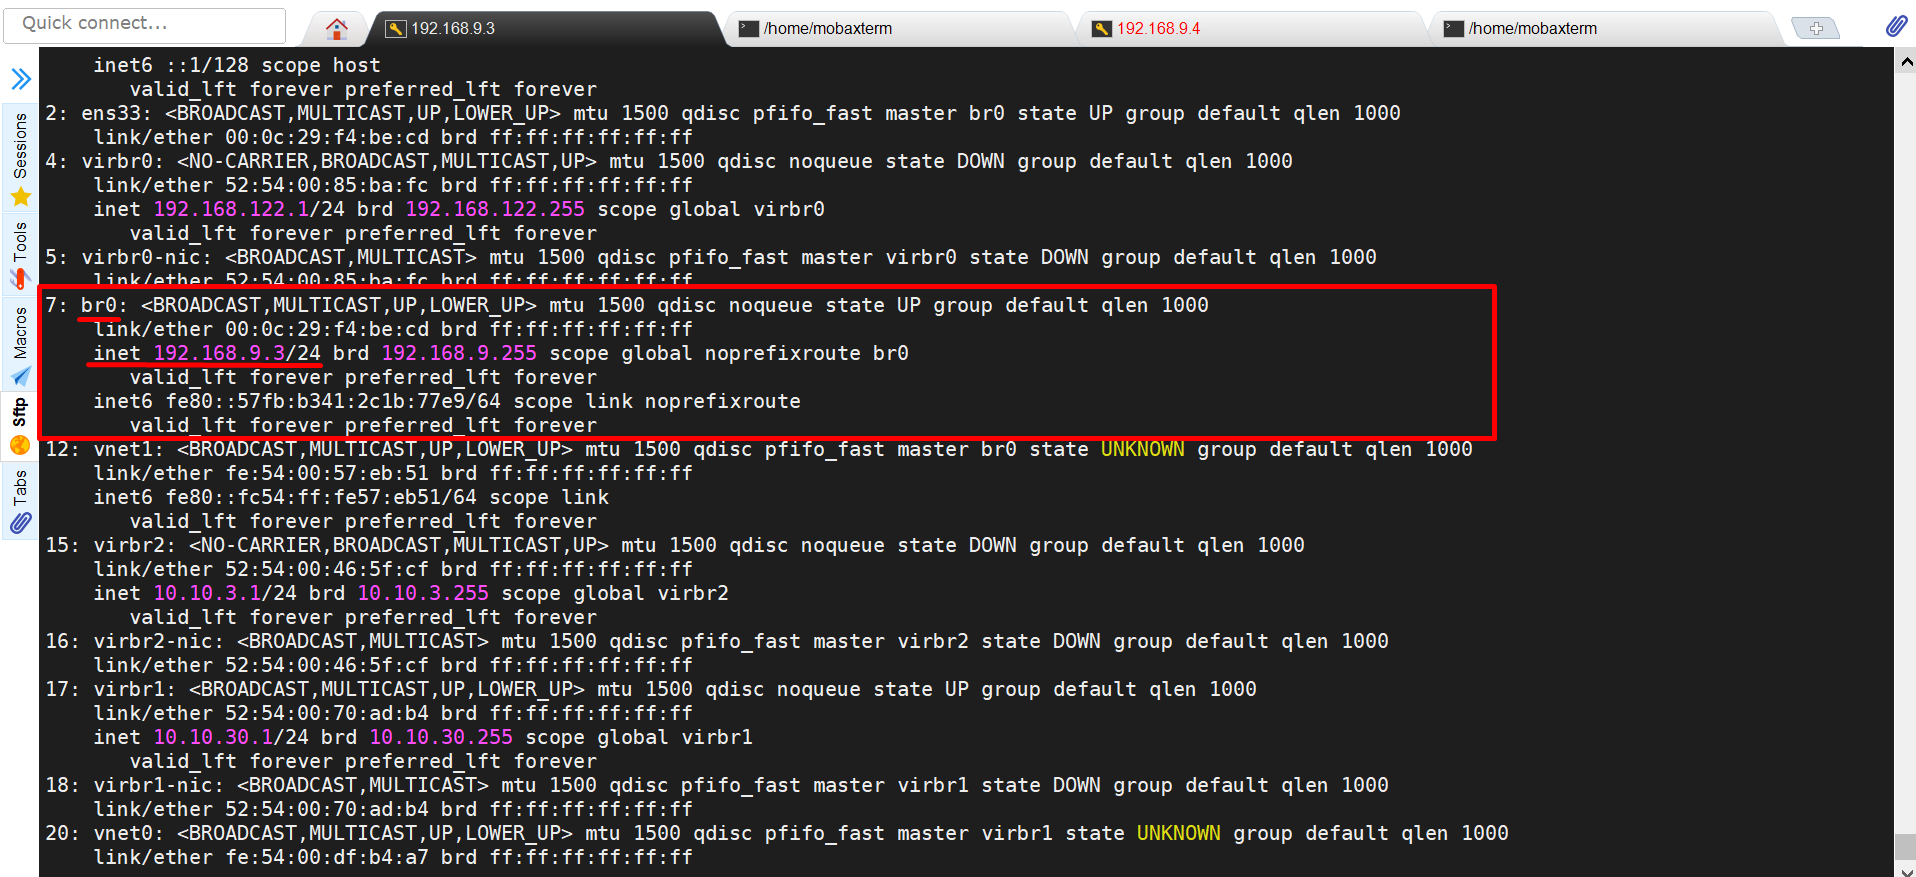 Quick connect...
192.168.9.3
/home/mobaxterm
192.168.9.4
/home/mobaxterm
Sessions
Tools
Macros
Sftp
Tabs
inet6 ::1/128 scope host
valid_lft forever preferred_lft forever
2: ens33: <BROADCAST,MULTICAST,UP,LOWER_UP> mtu 1500 qdisc pfifo_fast master br0 state UP group default qlen 1000
link/ether 00:0c:29:f4:be:cd brd ff:ff:ff:ff:ff:ff
4: virbr0: <NO-CARRIER,BROADCAST,MULTICAST,UP> mtu 1500 qdisc noqueue state DOWN group default qlen 1000
link/ether 52:54:00:85:ba:fc brd ff:ff:ff:ff:ff:ff
inet 192.168.122.1/24 brd 192.168.122.255 scope global virbr0
valid_lft forever preferred_lft forever
5: virbr0-nic: <BROADCAST,MULTICAST> mtu 1500 qdisc pfifo_fast master virbr0 state DOWN group default qlen 1000
link/ether 52:54:00:85:ba:fc brd ff:ff:ff:ff:ff:ff
7: br0: <BROADCAST,MULTICAST,UP,LOWER_UP> mtu 1500 qdisc noqueue state UP group default qlen 1000
link/ether 00:0c:29:f4:be:cd brd ff:ff:ff:ff:ff:ff
inet 192.168.9.3/24 brd 192.168.9.255 scope global noprefixroute br0
valid_lft forever preferred_lft forever
inet6 fe80::57fb:b341:2c1b:77e9/64 scope link noprefixroute
valid_lft forever preferred_lft forever
12: vnet1: <BROADCAST,MULTICAST,UP,LOWER_UP> mtu 1500 qdisc pfifo_fast master br0 state UNKNOWN group default qlen 1000
link/ether fe:54:00:57:eb:51 brd ff:ff:ff:ff:ff:ff
inet6 fe80::fc54:ff:fe57:eb51/64 scope link
valid_lft forever preferred_lft forever
15: virbr2: <NO-CARRIER,BROADCAST,MULTICAST,UP> mtu 1500 qdisc noqueue state DOWN group default qlen 1000
link/ether 52:54:00:46:5f:cf brd ff:ff:ff:ff:ff:ff
inet 10.10.3.1/24 brd 10.10.3.255 scope global virbr2
valid_lft forever preferred_lft forever
16: virbr2-nic: <BROADCAST,MULTICAST> mtu 1500 qdisc pfifo_fast master virbr2 state DOWN group default qlen 1000
link/ether 52:54:00:46:5f:cf brd ff:ff:ff:ff:ff:ff
17: virbr1: <BROADCAST,MULTICAST,UP,LOWER_UP> mtu 1500 qdisc noqueue state UP group default qlen 1000
link/ether 52:54:00:70:ad:b4 brd ff:ff:ff:ff:ff:ff
inet 10.10.30.1/24 brd 10.10.30.255 scope global virbr1
valid_lft forever preferred_lft forever
18: virbr1-nic: <BROADCAST,MULTICAST> mtu 1500 qdisc pfifo_fast master virbr1 state DOWN group default qlen 1000
link/ether 52:54:00:70:ad:b4 brd ff:ff:ff:ff:ff:ff
20: vnet0: <BROADCAST,MULTICAST,UP,LOWER_UP> mtu 1500 qdisc pfifo_fast master virbr1 state UNKNOWN group default qlen 1000
link/ether fe:54:00:df:b4:a7 brd ff:ff:ff:ff:ff:ff